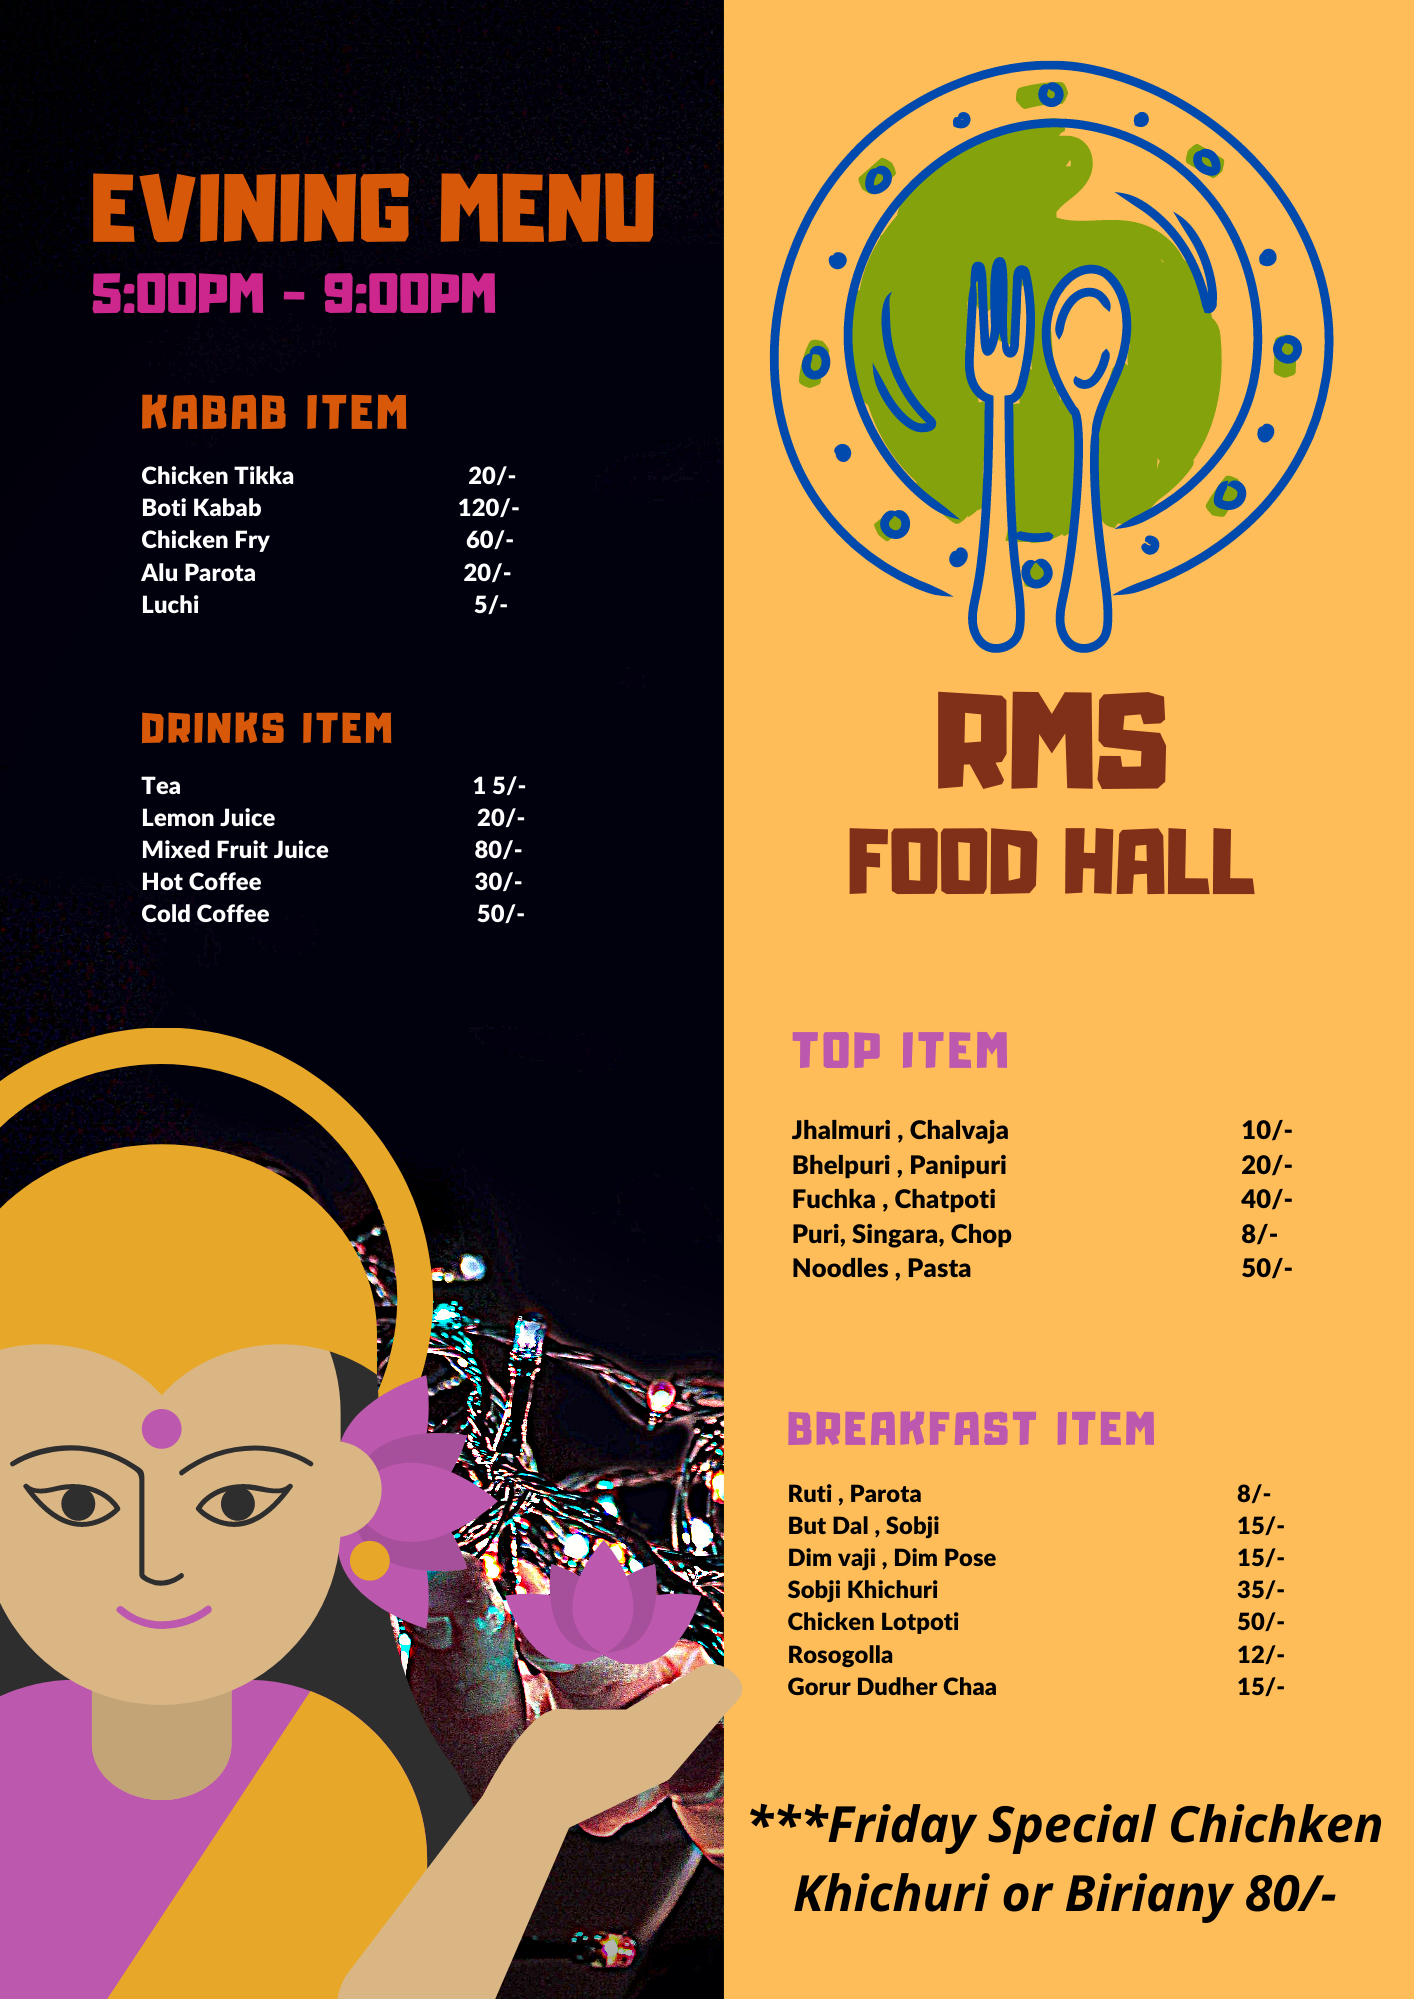 EVINING MENU
5:00PM - 9:00PM
KABAB ITEM
Chicken Tikka 20/-
Boti Kabab 120/-
Chicken Fry 60/-
Alu Parota 20/-
Luchi 5/-
DRINKS ITEM
Tea 1 5/-
Lemon Juice 20/-
Mixed Fruit Juice 80/-
Hot Coffee 30/-
Cold Coffee 50/-
RMS
FOOD HALL
TOP ITEM
Jhalmuri , Chalvaja 10/-
Bhelpuri , Panipuri 20/-
Fuchka , Chatpoti 40/-
Puri, Singara, Chop 8/-
Noodles , Pasta 50/-
BREAKFAST ITEM
Ruti , Parota 8/-
But Dal , Sobji 15/-
Dim vaji , Dim Pose 15/-
Sobji Khichuri 35/-
Chicken Lotpoti 50/-
Rosogolla 12/-
Gorur Dudher Chaa 15/-
***Friday Special Chichken
Khichuri or Biriany 80/-